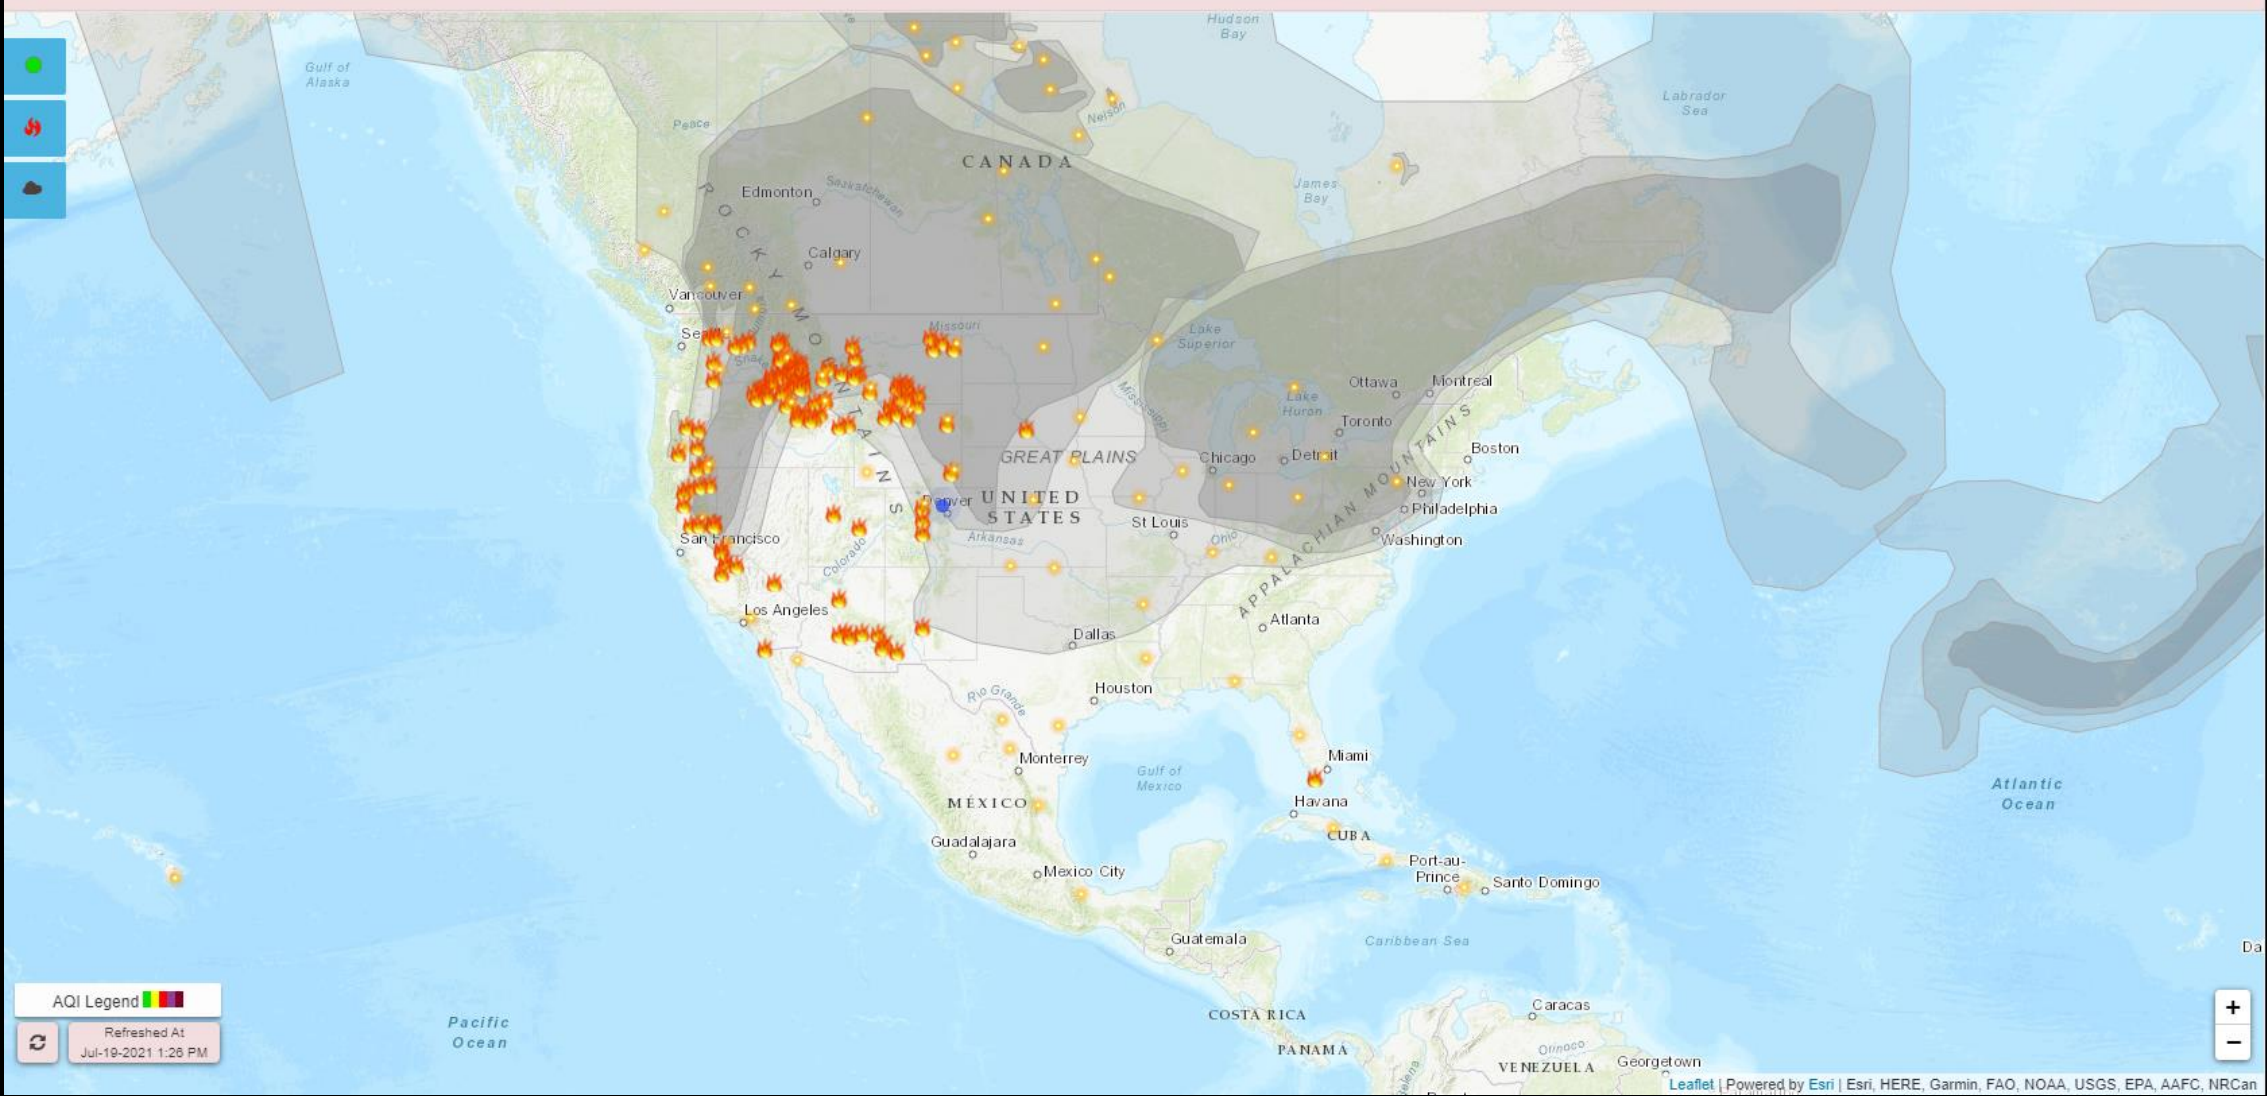 Hudson
Bay
Gulf of
Alaska
Labrador
Sea
Peace
Nelson
CANADA
Edmonton
Saskatchewan
James
Bay
ROCKY MOUNTAINS
Calgary
Vancouver
Missouri
Lake
Superior
Snake
Ottawa
Montreal
Mississippi
Lake
Huron
Toronto
GREAT PLAINS
Chicago
Detroit
Boston
New York
Denver
UNITED
STATES
Philadelphia
St Louis
Ohio
APPALACHIAN MOUNTAINS
San Francisco
Arkansas
Washington
Colorado
Los Angeles
Atlanta
Dallas
Rio Grande
Houston
Monterrey
Gulf of
Mexico
Miami
Atlantic
Ocean
MÉXICO
Havana
CUBA
Guadalajara
Mexico City
Port-au-
Prince
Santo Domingo
Guatemala
Caribbean Sea
Da
AQI Legend
Refreshed At
Jul-19-2021 1:26 PM
Pacific
Ocean
COSTA RICA
Caracas
PANAMÁ
Orinoco
VENEZUELA
Georgetown
+
−
Leaflet | Powered by Esri | Esri, HERE, Garmin, FAO, NOAA, USGS, EPA, AAFC, NRCan